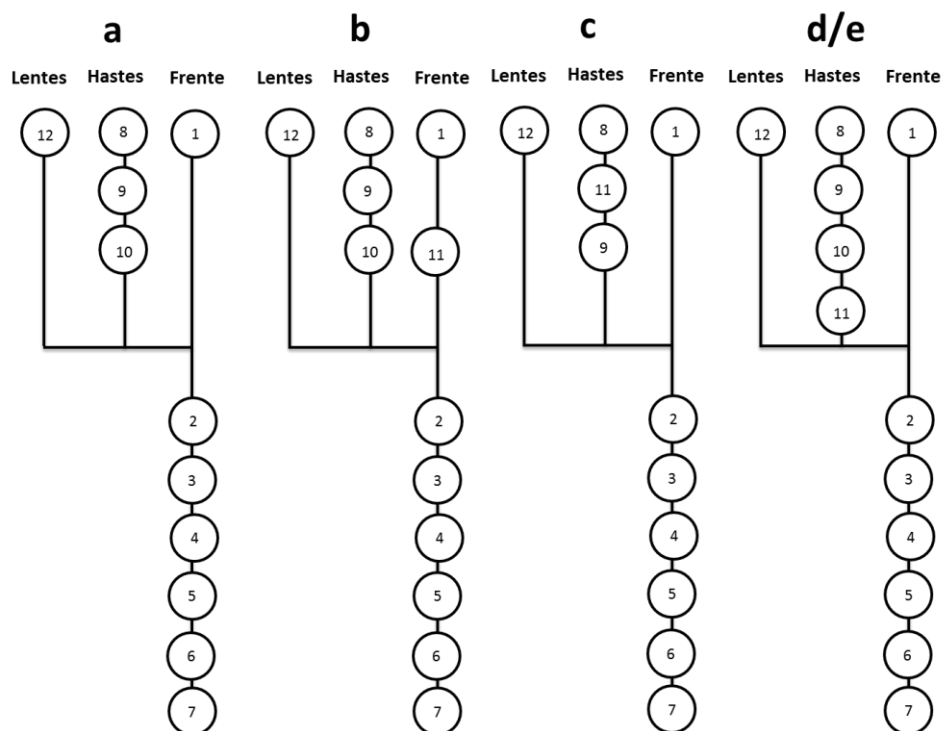 a b c d/e
Lentes Hastes Frente Lentes Hastes Frente Lentes Hastes Frente Lentes Hastes Frente
12 8 1 12 8 1 12 8 1 12 8 1
9 9 11 9
10 10 11 9 10
11
2 2 2 2
3 3 3 3
4 4 4 4
5 5 5 5
6 6 6 6
7 7 7 7